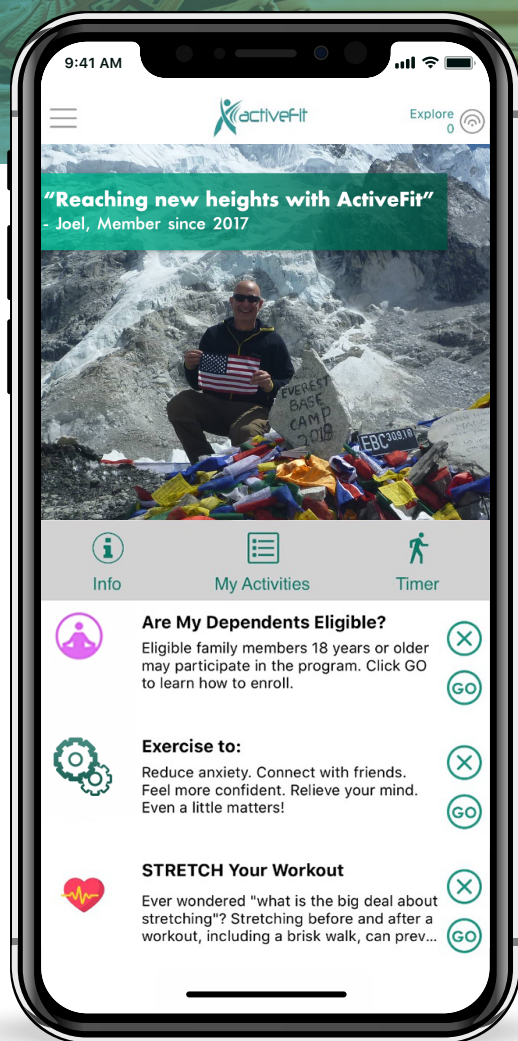 9:41 AM
activeFit
Explore
0
“Reaching new heights with ActiveFit”
- Joel, Member since 2017
EVEREST
BASE
CAMP
2018
Info
My Activities
Timer
Are My Dependents Eligible?
Eligible family members 18 years or older
may participate in the program. Click GO
to learn how to enroll.
GO
Exercise to:
Reduce anxiety. Connect with friends.
Feel more confident. Relieve your mind.
Even a little matters!
GO
STRETCH Your Workout
Ever wondered "what is the big deal about
stretching"? Stretching before and after a
workout, including a brisk walk, can prev...
GO